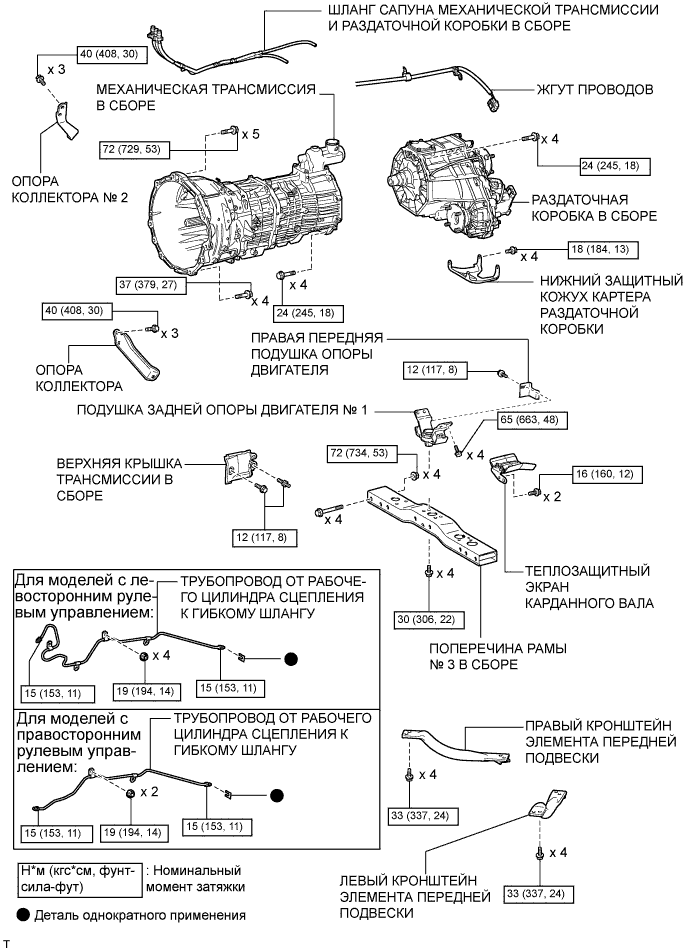 ШЛАНГ САПУНА МЕХАНИЧЕСКОЙ ТРАНСМИССИИ
И РАЗДАТОЧНОЙ КОРОБКИ В СБОРЕ
40 (408, 30)
x 3
МЕХАНИЧЕСКАЯ ТРАНСМИССИЯ
В СБОРЕ
ЖГУТ ПРОВОДОВ
72 (729, 53)
x 5
x 4
24 (245, 18)
ОПОРА
КОЛЛЕКТОРА № 2
РАЗДАТОЧНАЯ
КОРОБКА В СБОРЕ
18 (184, 13)
x 4
37 (379, 27)
x 4
x 4
24 (245, 18)
НИЖНИЙ ЗАЩИТНЫЙ
КОЖУХ КАРТЕРА
РАЗДАТОЧНОЙ
КОРОБКИ
40 (408, 30)
x 3
ОПОРА
КОЛЛЕКТОРА
ПРАВАЯ ПЕРЕДНЯЯ
ПОДУШКА ОПОРЫ
ДВИГАТЕЛЯ
12 (117, 8)
ПОДУШКА ЗАДНЕЙ ОПОРЫ ДВИГАТЕЛЯ № 1
65 (663, 48)
x 4
72 (734, 53)
x 4
ВЕРХНЯЯ КРЫШКА
ТРАНСМИССИИ В
СБОРЕ
16 (160, 12)
x 2
x 4
12 (117, 8)
x 4
ТЕПЛОЗАЩИТНЫЙ
ЭКРАН
КАРДАННОГО ВАЛА
30 (306, 22)
ПОПЕРЕЧИНА РАМЫ
№ 3 В СБОРЕ
Для моделей с ле-
восторонним руле-
вым управлением:
ТРУБОПРОВОД ОТ РАБОЧЕ-
ГО ЦИЛИНДРА СЦЕПЛЕНИЯ
К ГИБКОМУ ШЛАНГУ
x 4
15 (153, 11)
19 (194, 14)
15 (153, 11)
Для моделей с
правосторонним
рулевым управ-
лением:
ТРУБОПРОВОД ОТ РАБОЧЕГО
ЦИЛИНДРА СЦЕПЛЕНИЯ К
ГИБКОМУ ШЛАНГУ
x 2
15 (153, 11)
19 (194, 14)
15 (153, 11)
ПРАВЫЙ КРОНШТЕЙН
ЭЛЕМЕНТА ПЕРЕДНЕЙ
ПОДВЕСКИ
x 4
33 (337, 24)
x 4
33 (337, 24)
ЛЕВЫЙ КРОНШТЕЙН
ЭЛЕМЕНТА ПЕРЕДНЕЙ
ПОДВЕСКИ
Н*м (кгс*см, фунт-
сила-фут)
: Номинальный
момент затяжки
Деталь однократного применения
T